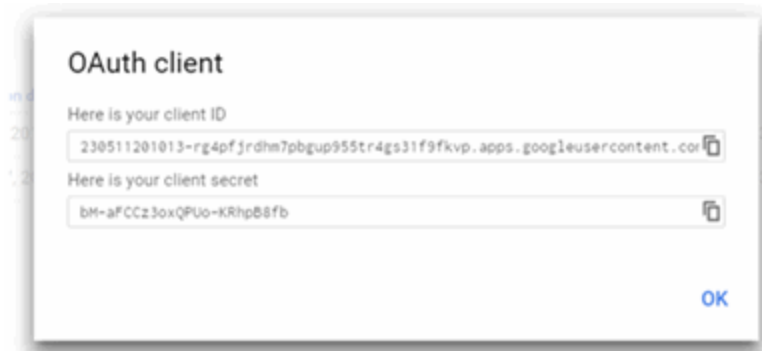 OAuth client
Here is your client ID
230511201013-rg4pfjrdhm7pbgup955tr4gs31f9fkvp.apps.googleusercontent.con
Here is your client secret
bM-aFCCz3oxQPUo-KRhpB8fb
OK